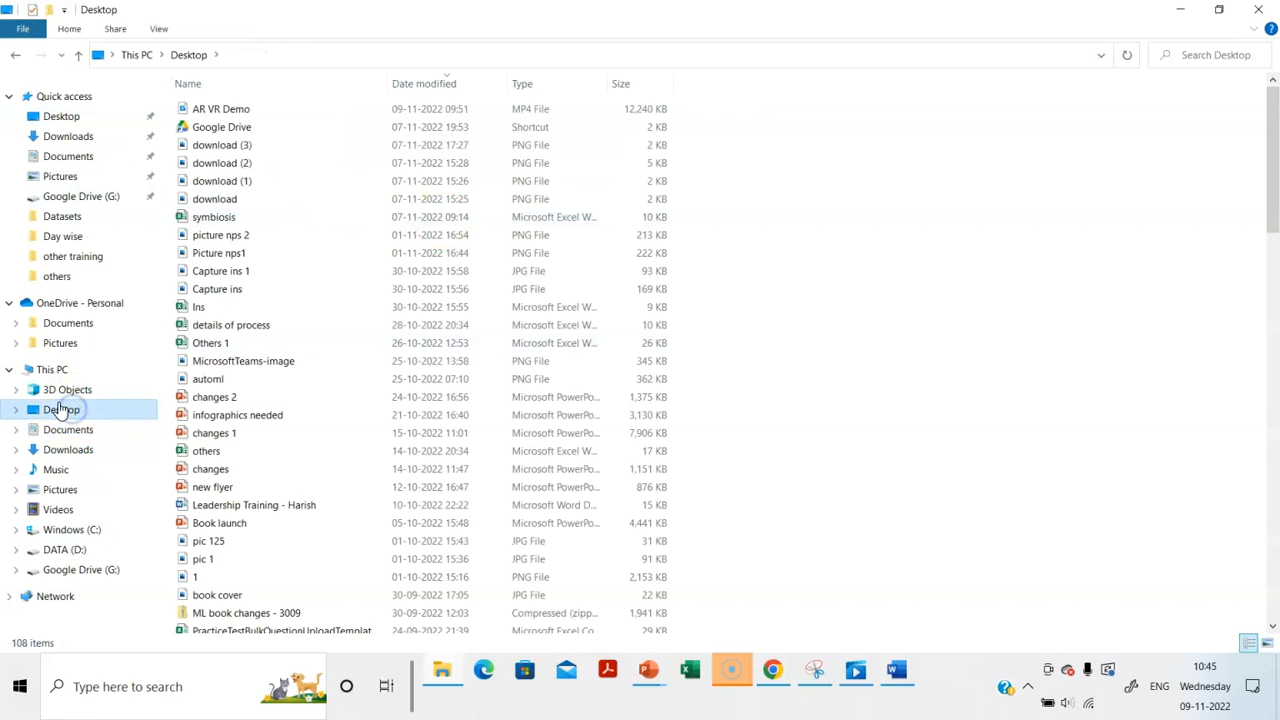 Desktop
File Home Share View
This PC Desktop Search Desktop
Name Date modified Type Size
Quick access
Desktop
Downloads
Documents
Pictures
Google Drive (G:)
Datasets
Day wise
other training
others
OneDrive - Personal
Documents
Pictures
This PC
3D Objects
Desktop
Documents
Downloads
Music
Pictures
Videos
Windows (C:)
DATA (D:)
Google Drive (G:)
Network
AR VR Demo 09-11-2022 09:51 MP4 File 12,240 KB
Google Drive 07-11-2022 19:53 Shortcut 2 KB
download (3) 07-11-2022 17:27 PNG File 2 KB
download (2) 07-11-2022 15:28 PNG File 5 KB
download (1) 07-11-2022 15:26 PNG File 2 KB
download 07-11-2022 15:25 PNG File 2 KB
symbiosis 07-11-2022 09:14 Microsoft Excel W... 10 KB
picture nps 2 01-11-2022 16:54 PNG File 213 KB
Picture nps1 01-11-2022 16:44 PNG File 222 KB
Capture ins 1 30-10-2022 15:58 JPG File 93 KB
Capture ins 30-10-2022 15:56 JPG File 169 KB
Ins 30-10-2022 15:55 Microsoft Excel W... 9 KB
details of process 28-10-2022 20:34 Microsoft Excel W... 10 KB
Others 1 26-10-2022 12:53 Microsoft Excel W... 26 KB
MicrosoftTeams-image 25-10-2022 13:58 PNG File 345 KB
automl 25-10-2022 07:10 PNG File 362 KB
changes 2 24-10-2022 16:56 Microsoft PowerPo... 1,375 KB
infographics needed 21-10-2022 16:40 Microsoft PowerPo... 3,130 KB
changes 1 15-10-2022 11:01 Microsoft PowerPo... 7,906 KB
others 14-10-2022 20:34 Microsoft Excel W... 17 KB
changes 14-10-2022 11:47 Microsoft PowerPo... 1,151 KB
new flyer 12-10-2022 16:47 Microsoft PowerPo... 876 KB
Leadership Training - Harish 10-10-2022 22:22 Microsoft Word D... 15 KB
Book launch 05-10-2022 15:48 Microsoft PowerPo... 4,441 KB
pic 125 01-10-2022 15:43 JPG File 31 KB
pic 1 01-10-2022 15:36 JPG File 91 KB
1 01-10-2022 15:16 PNG File 2,153 KB
book cover 30-09-2022 17:05 JPG File 22 KB
ML book changes - 3009 30-09-2022 12:03 Compressed (zipp... 1,941 KB
PracticeTestBulkQuestionUploadTemplat 24-09-2022 21:39 Microsoft Excel Co... 29 KB
108 items
Type here to search
ENG
10:45
Wednesday
09-11-2022